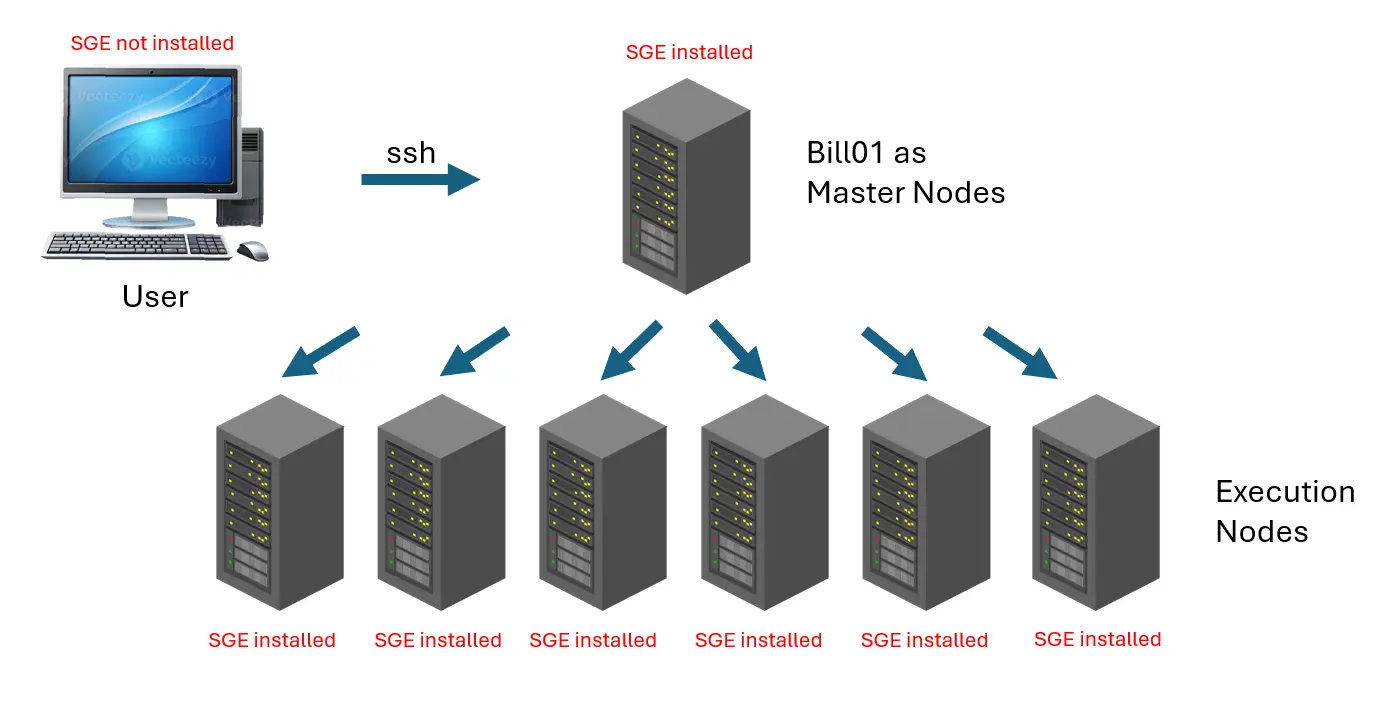 SGE not installed
SGE installed
ssh
Bill01 as
Master Nodes
vecteezy
User
Execution
Nodes
SGE installed
SGE installed
SGE installed
SGE installed
SGE installed
SGE installed